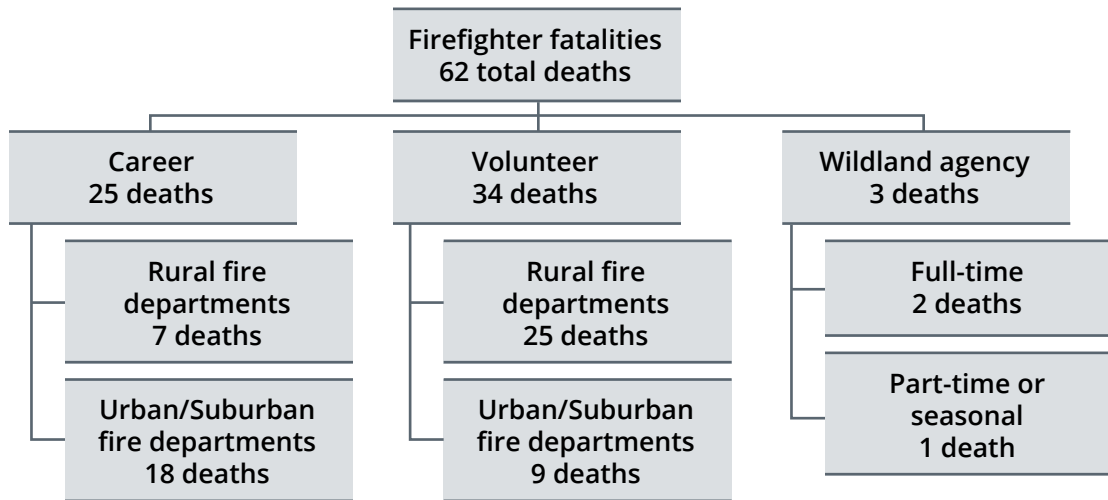 Firefighter fatalities
62 total deaths
Career
25 deaths
Volunteer
34 deaths
Wildland agency
3 deaths
Rural fire
departments
7 deaths
Urban/Suburban
fire departments
18 deaths
Rural fire
departments
25 deaths
Urban/Suburban
fire departments
9 deaths
Full-time
2 deaths
Part-time or
seasonal
1 death